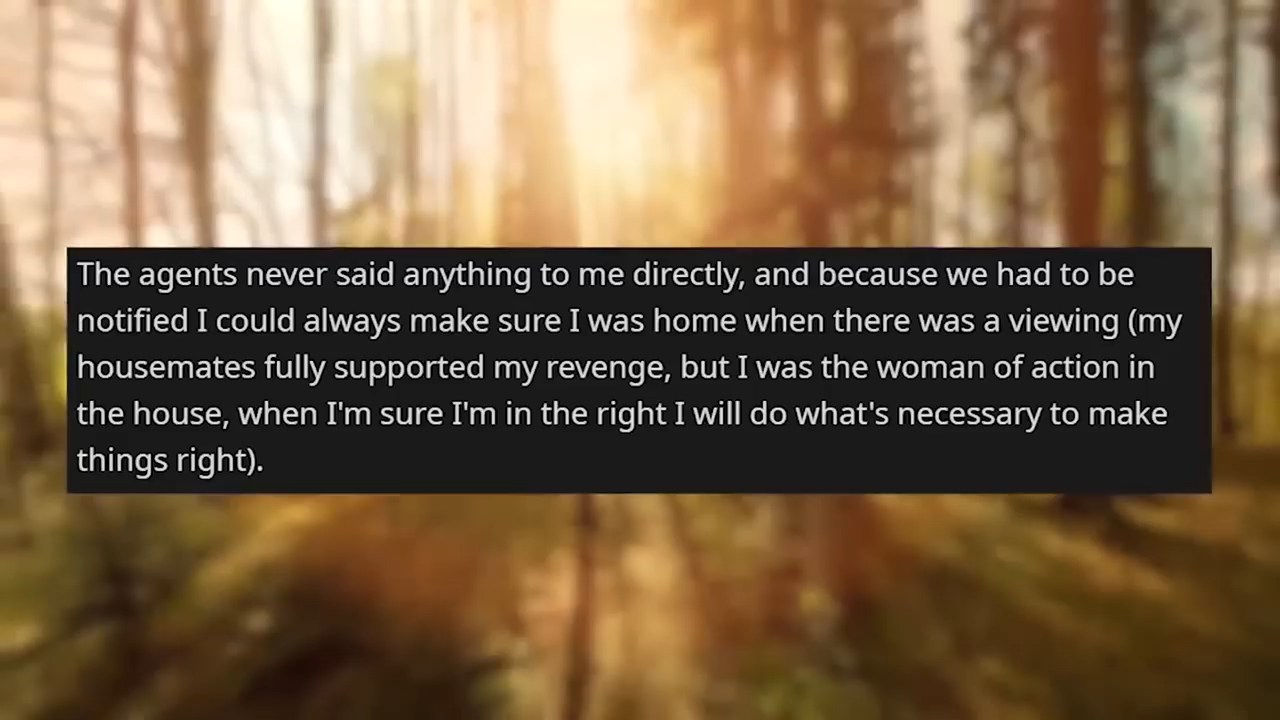 The agents never said anything to me directly, and because we had to be
notified I could always make sure I was home when there was a viewing (my
housemates fully supported my revenge, but I was the woman of action in
the house, when I'm sure I'm in the right I will do what's necessary to make
things right).